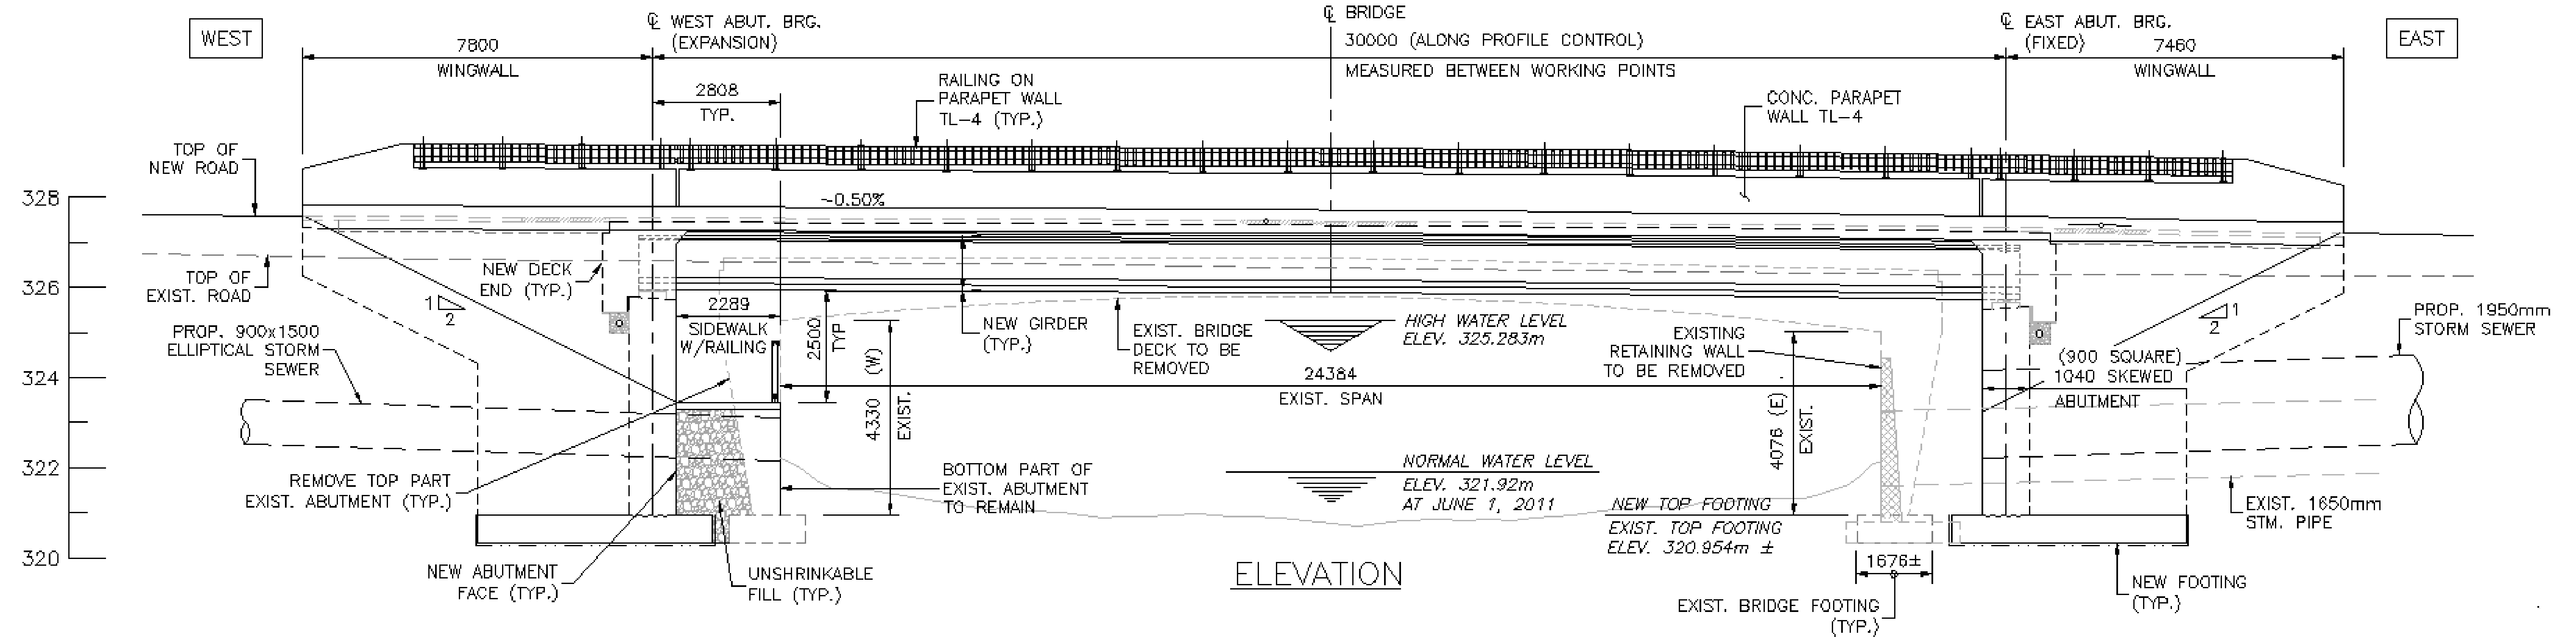 WEST
7800
WINGWALL
℄ WEST ABUT. BRG.
(EXPANSION)
2808
TYP.
RAILING ON
PARAPET WALL
TL-4 (TYP.)
℄ BRIDGE
30000 (ALONG PROFILE CONTROL)
MEASURED BETWEEN WORKING POINTS
CONC. PARAPET
WALL TL-4
℄ EAST ABUT. BRG.
(FIXED)
7460
WINGWALL
EAST
TOP OF
NEW ROAD
328
-0.50%
TOP OF
EXIST. ROAD
326
NEW DECK
END (TYP.)
1
2
2289
SIDEWALK
W/RAILING
2500
TYP
NEW GIRDER
(TYP.)
EXIST. BRIDGE
DECK TO BE
REMOVED
HIGH WATER LEVEL
ELEV. 325.283m
EXISTING
RETAINING WALL
TO BE REMOVED
1
2
PROP. 1950mm
STORM SEWER
PROP. 900x1500
ELLIPTICAL STORM
SEWER
324
4330 (W)
EXIST.
24384
EXIST. SPAN
4076 (E)
EXIST.
(900 SQUARE)
1040 SKEWED
ABUTMENT
322
REMOVE TOP PART
EXIST. ABUTMENT (TYP.)
BOTTOM PART OF
EXIST. ABUTMENT
TO REMAIN
NORMAL WATER LEVEL
ELEV. 321.92m
AT JUNE 1, 2011
NEW TOP FOOTING
EXIST. TOP FOOTING
ELEV. 320.954m ±
EXIST. 1650mm
STM. PIPE
320
NEW ABUTMENT
FACE (TYP.)
UNSHRINKABLE
FILL (TYP.)
ELEVATION
1676±
EXIST. BRIDGE FOOTING
(TYP.)
NEW FOOTING
(TYP.)